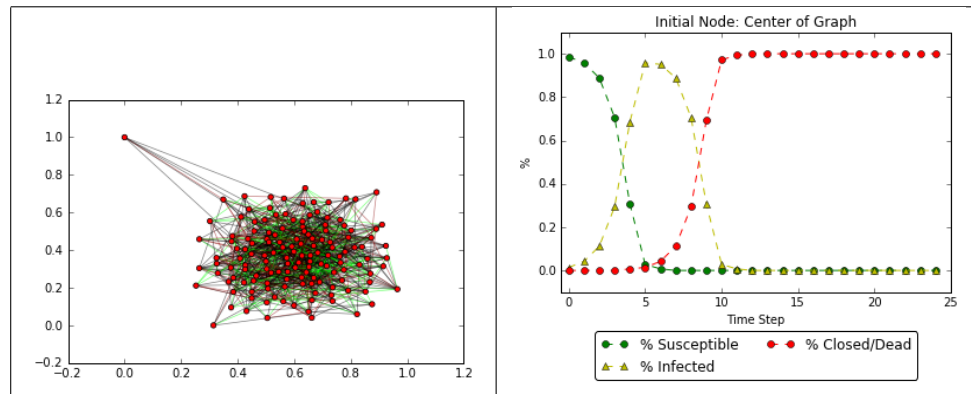 1.2
1.0
0.8
0.6
0.4
0.2
0.0
−0.2
−0.2 0.0 0.2 0.4 0.6 0.8 1.0 1.2
Initial Node: Center of Graph
1.0
0.8
0.6
0.4
0.2
0.0
%
0 5 10 15 20 25
Time Step
% Susceptible % Closed/Dead
% Infected